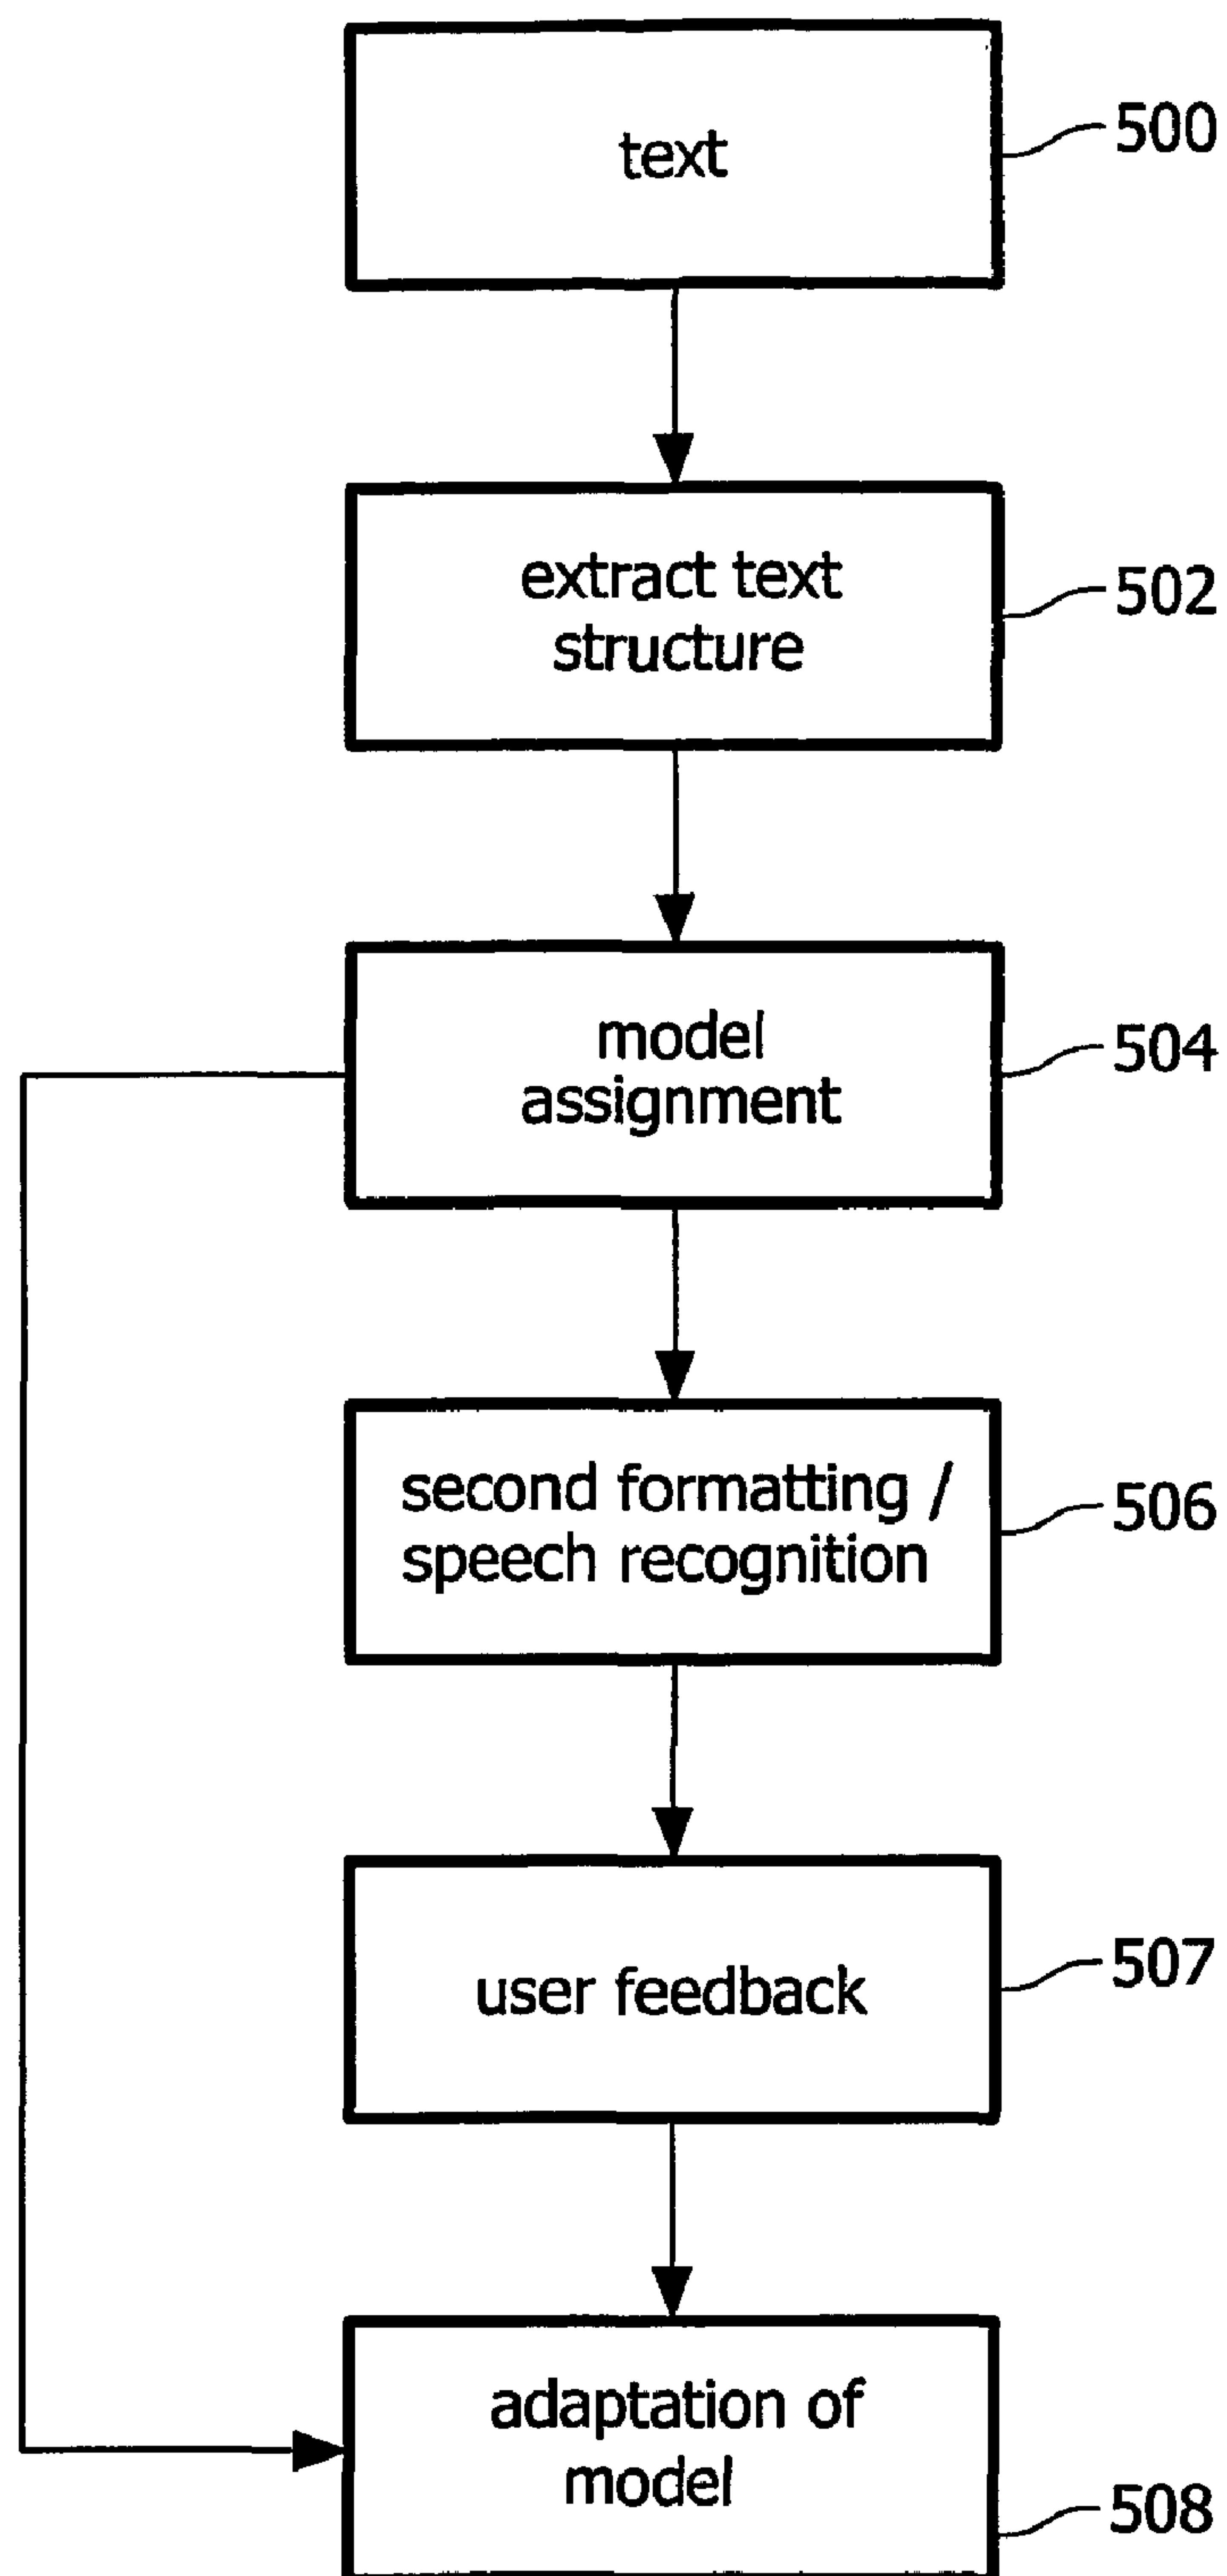 text
500
extract text
structure
502
model
assignment
504
second formatting /
speech recognition
506
user feedback
507
adaptation of
model
508